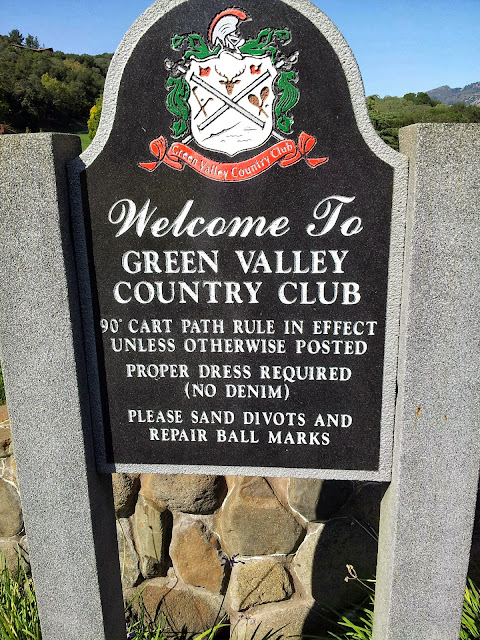 Green Valley Country Club
Welcome To
GREEN VALLEY
COUNTRY CLUB
90° CART PATH RULE IN EFFECT
UNLESS OTHERWISE POSTED
PROPER DRESS REQUIRED
(NO DENIM)
PLEASE SAND DIVOTS AND
REPAIR BALL MARKS